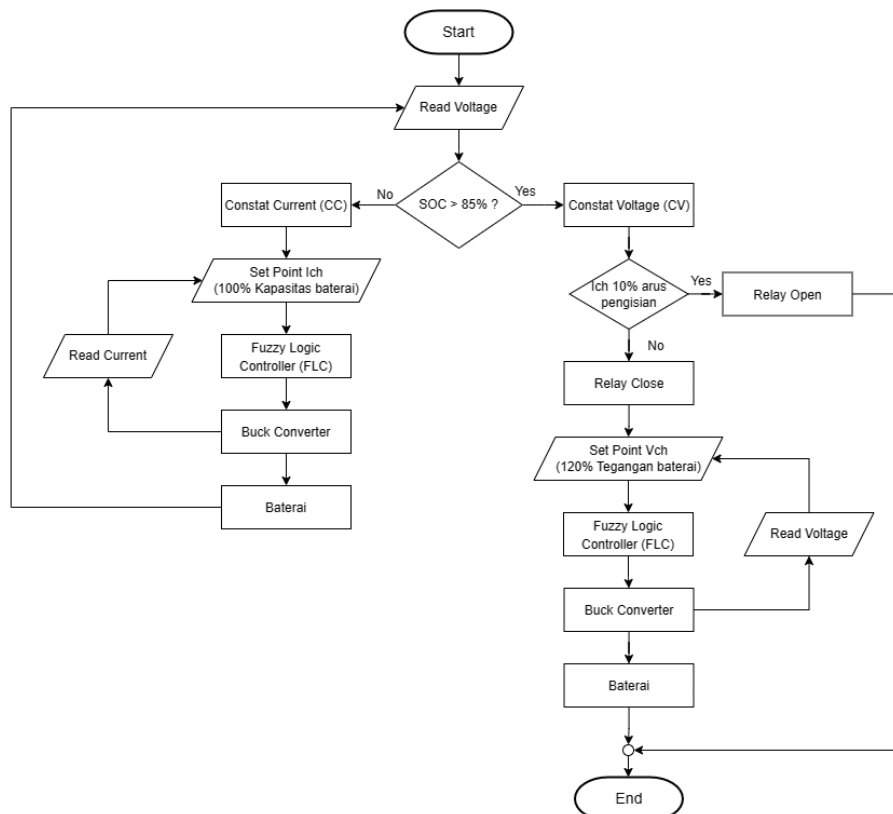 Start
Read Voltage
SOC > 85% ?
No
Yes
Constat Current (CC)
Constat Voltage (CV)
Set Point Ich
(100% Kapasitas baterai)
Ich 10% arus
pengisian
Yes
Relay Open
No
Read Current
Fuzzy Logic
Controller (FLC)
Relay Close
Buck Converter
Set Point Vch
(120% Tegangan baterai)
Baterai
Fuzzy Logic
Controller (FLC)
Read Voltage
Buck Converter
Baterai
End